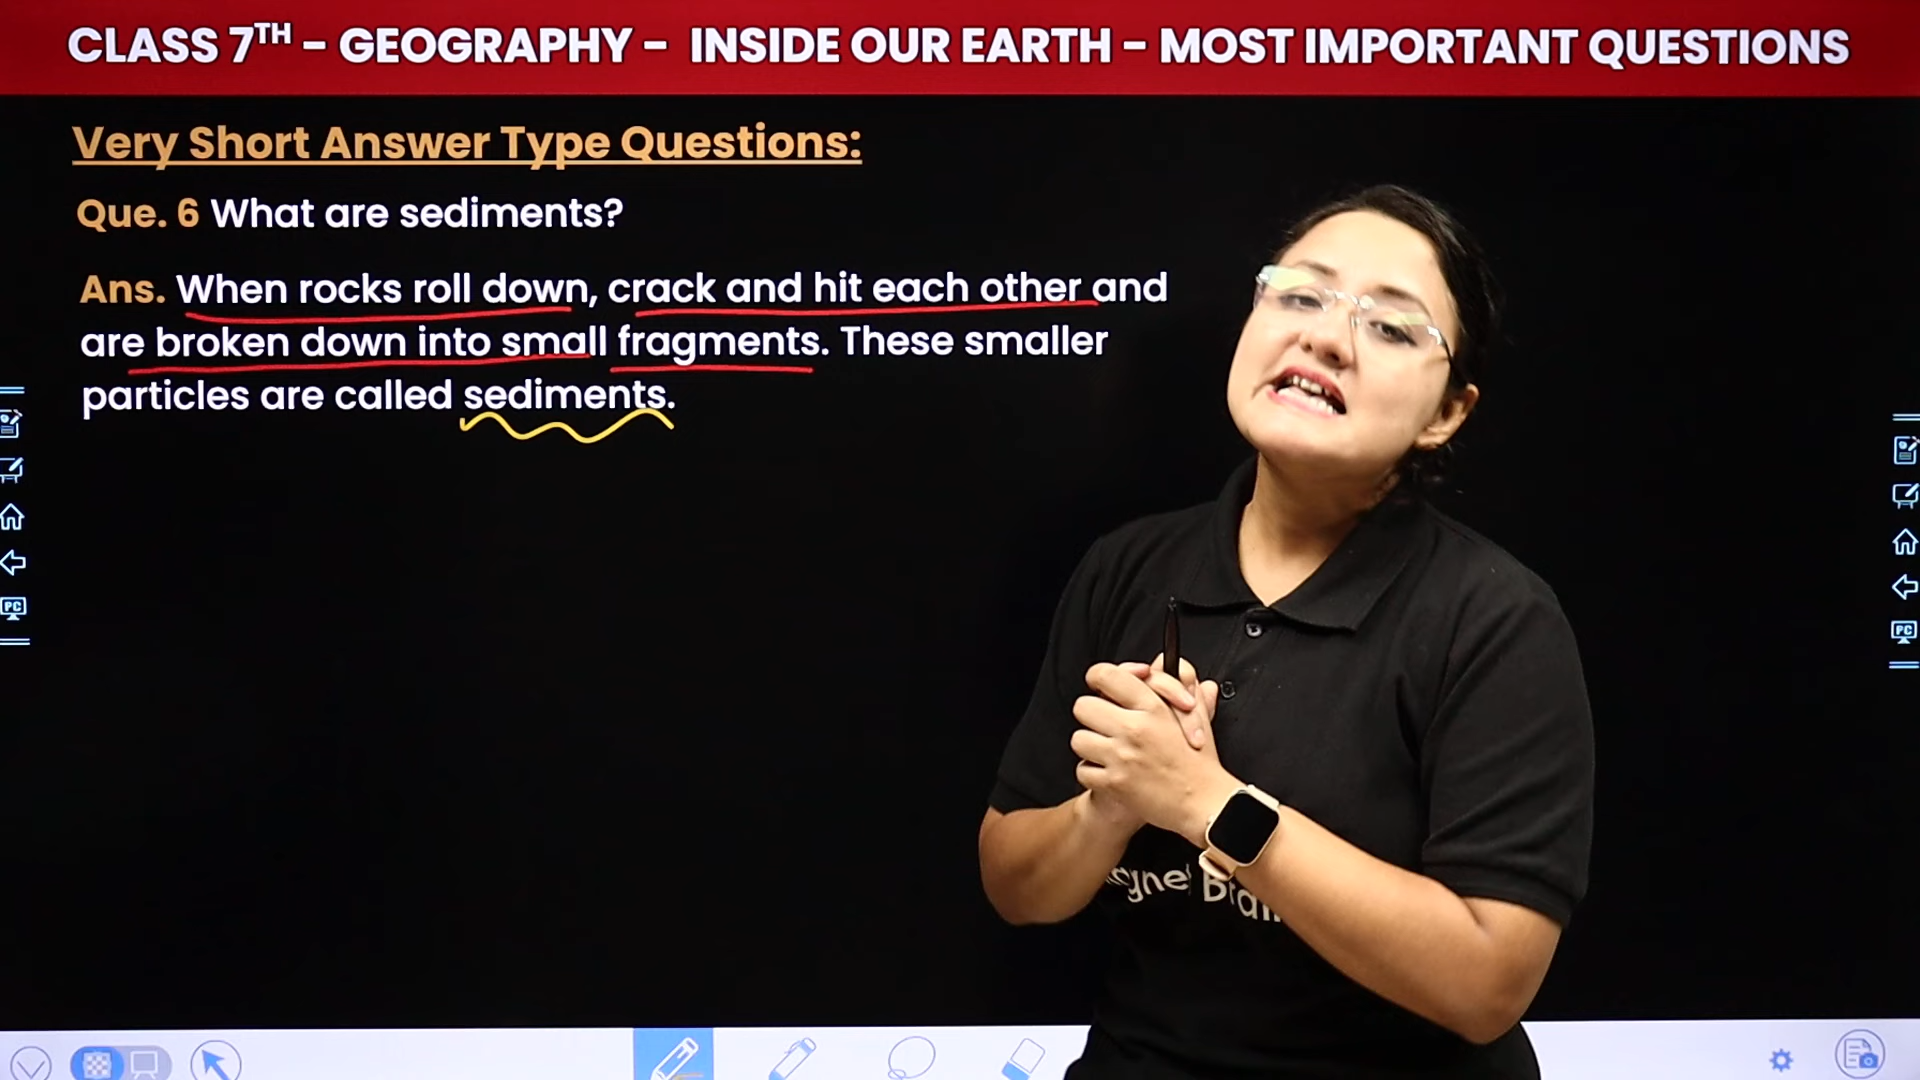 CLASS 7TH – GEOGRAPHY – INSIDE OUR EARTH – MOST IMPORTANT QUESTIONS
Very Short Answer Type Questions:
Que. 6 What are sediments?
Ans. When rocks roll down, crack and hit each other and
are broken down into small fragments. These smaller
particles are called sediments.
PC
PC